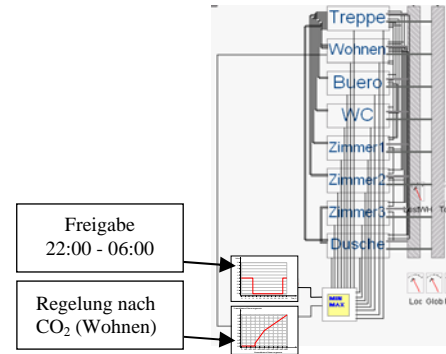 Treppe
Wohnen
Buero
WC
Zimmer1
Zimmer2
Zimmer3
Dusche
Freigabe
22:00 - 06:00
Regelung nach
CO₂ (Wohnen)
MIN
MAX
Loc Glob